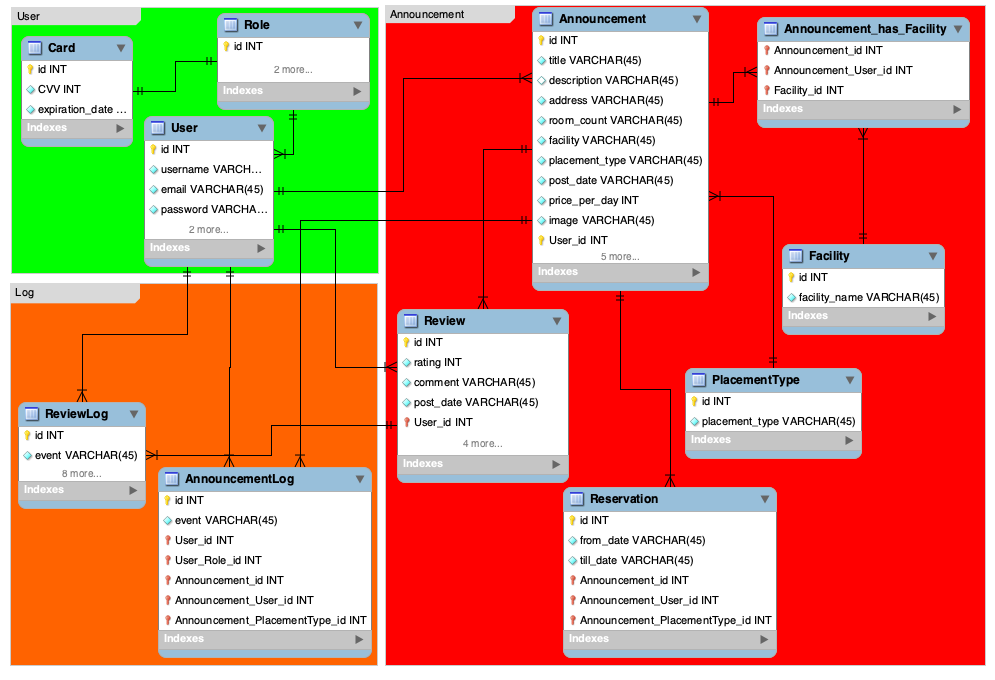 User
Card
id INT
CVV INT
expiration_date ...
Indexes
Role
id INT
2 more...
Indexes
User
id INT
username VARCH...
email VARCHAR(45)
password VARCHA...
2 more...
Indexes
Log
ReviewLog
id INT
event VARCHAR(45)
8 more...
Indexes
AnnouncementLog
id INT
event VARCHAR(45)
User_id INT
User_Role_id INT
Announcement_id INT
Announcement_User_id INT
Announcement_PlacementType_id INT
Indexes
Announcement
Announcement
id INT
title VARCHAR(45)
description VARCHAR(45)
address VARCHAR(45)
room_count VARCHAR(45)
facility VARCHAR(45)
placement_type VARCHAR(45)
post_date VARCHAR(45)
price_per_day INT
image VARCHAR(45)
User_id INT
5 more...
Indexes
Announcement_has_Facility
Announcement_id INT
Announcement_User_id INT
Facility_id INT
Indexes
Facility
id INT
facility_name VARCHAR(45)
Indexes
Review
id INT
rating INT
comment VARCHAR(45)
post_date VARCHAR(45)
User_id INT
4 more...
Indexes
PlacementType
id INT
placement_type VARCHAR(45)
Indexes
Reservation
id INT
from_date VARCHAR(45)
till_date VARCHAR(45)
Announcement_id INT
Announcement_User_id INT
Announcement_PlacementType_id INT
Indexes